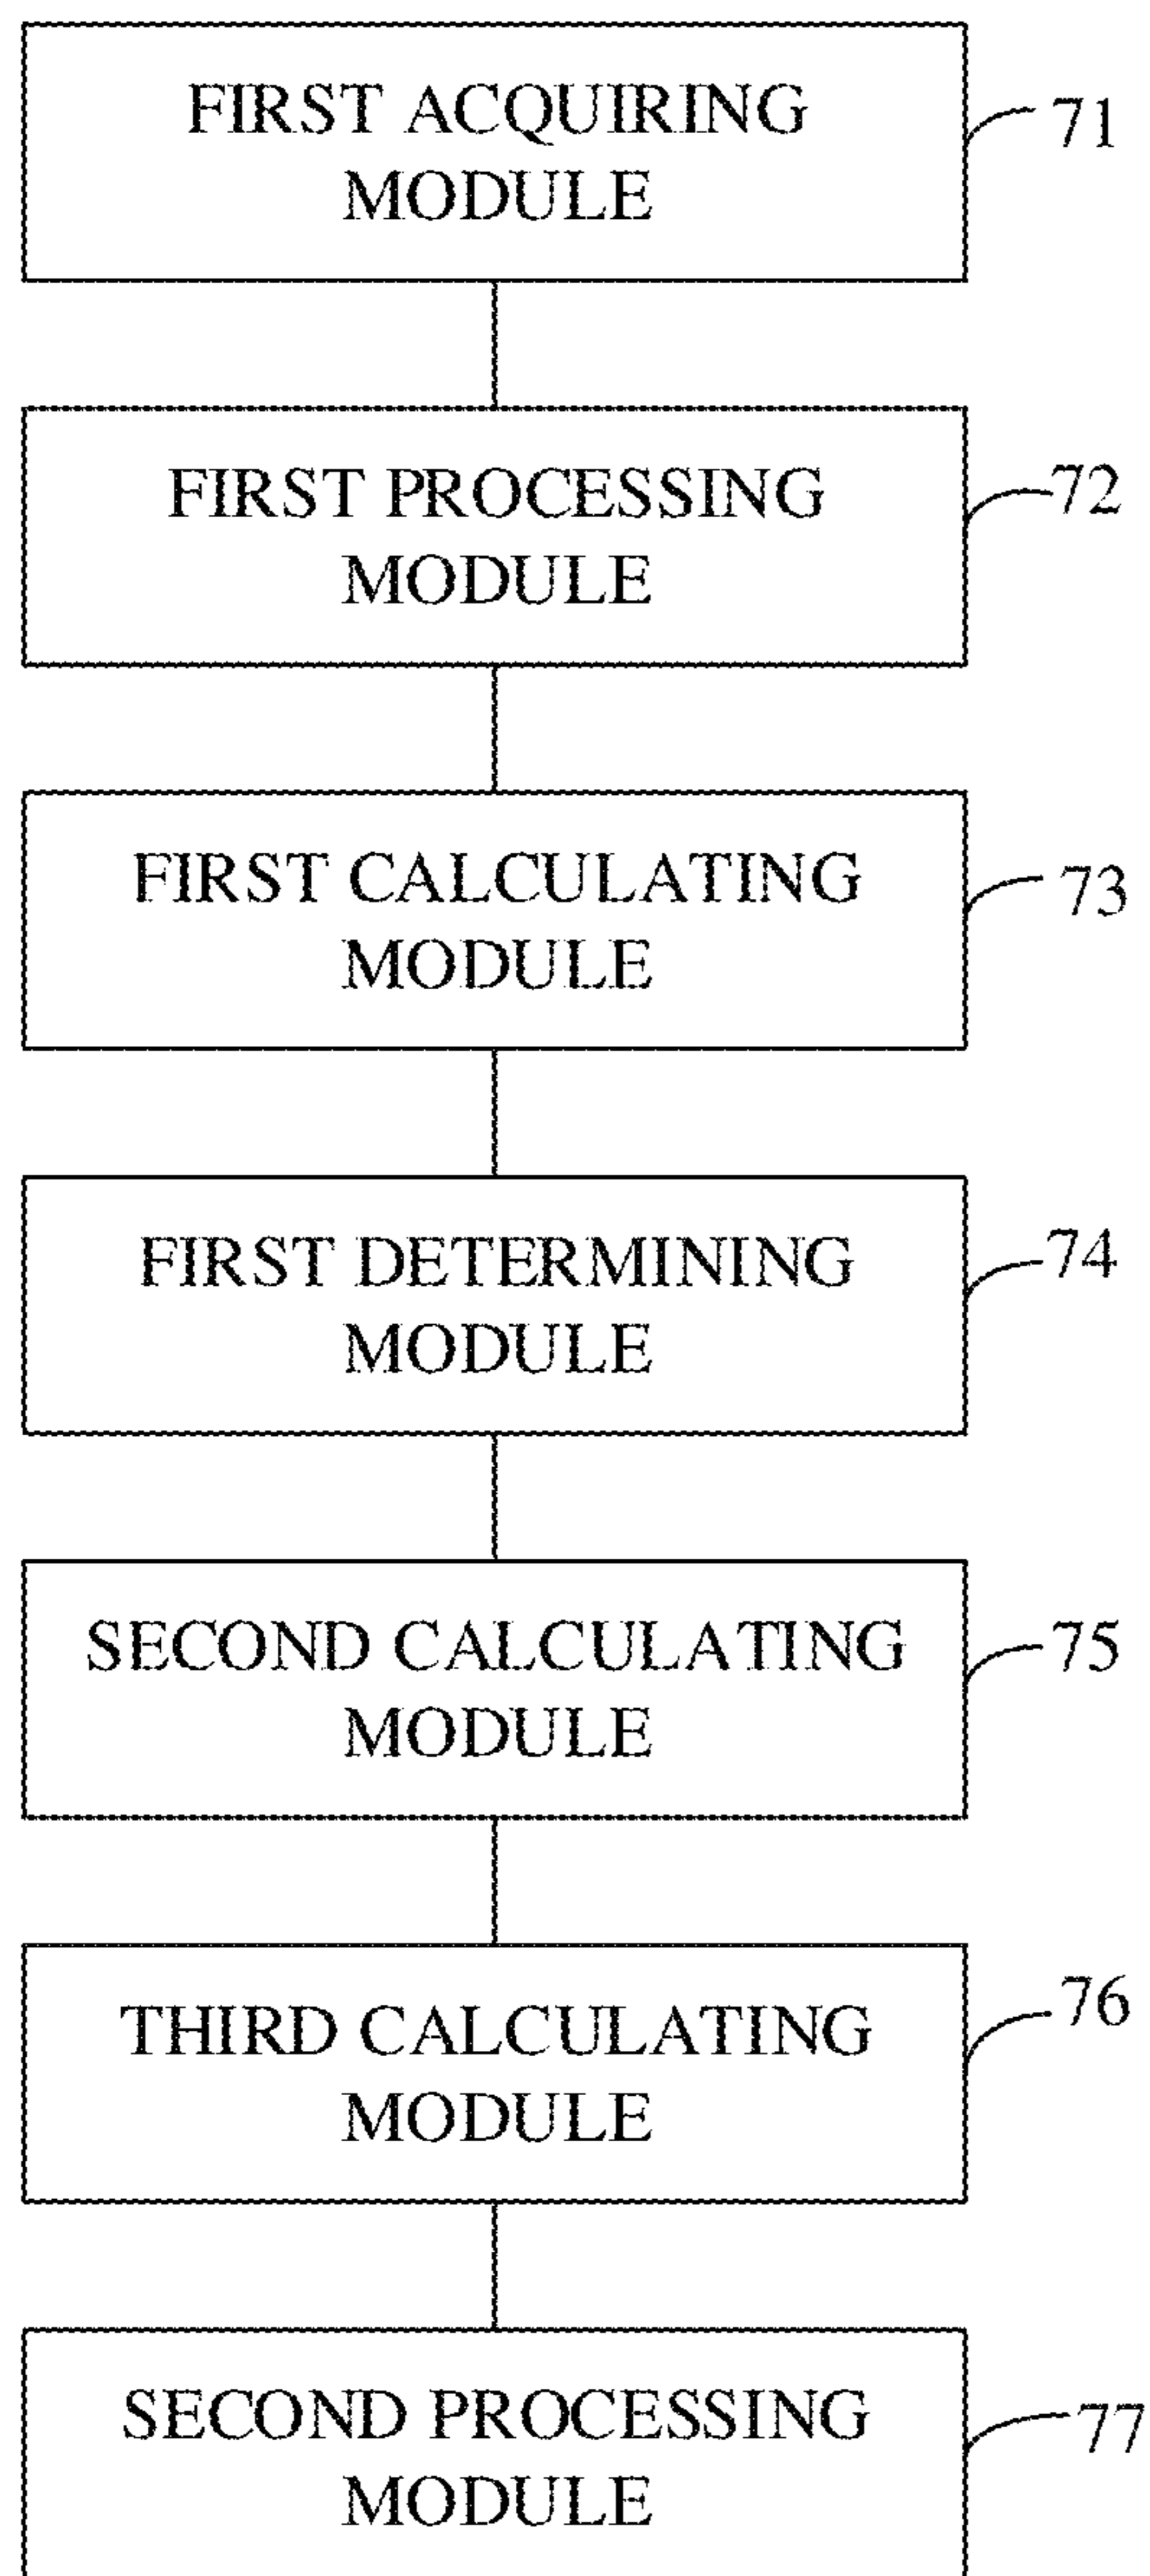 FIRST ACQUIRING
MODULE
71
FIRST PROCESSING
MODULE
72
FIRST CALCULATING
MODULE
73
FIRST DETERMINING
MODULE
74
SECOND CALCULATING
MODULE
75
THIRD CALCULATING
MODULE
76
SECOND PROCESSING
MODULE
77